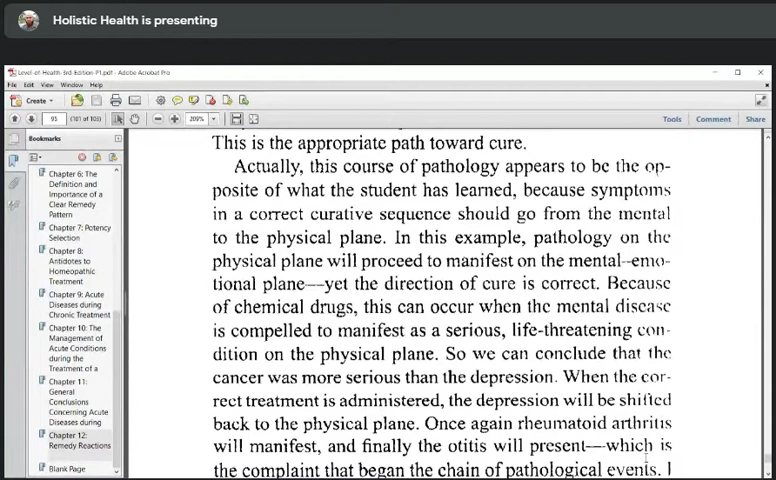 Holistic Health is presenting
Level-of-Health-3rd-Edition-P1.pdf - Adobe Acrobat Pro
File Edit View Window Help
Create
95 (101 of 103) 209%
Tools Comment Share
Bookmarks
Chapter 6: The
Definition and
Importance of a
Clear Remedy
Pattern
Chapter 7: Potency
Selection
Chapter 8:
Antidotes to
Homeopathic
Treatment
Chapter 9: Acute
Diseases during
Chronic Treatment
Chapter 10: The
Management of
Acute Conditions
during the
Treatment of a
Chapter 11:
General
Conclusions
Concerning Acute
Diseases during
Chapter 12:
Remedy Reactions
Blank Page
This is the appropriate path toward cure.
Actually, this course of pathology appears to be the op-
posite of what the student has learned, because symptoms
in a correct curative sequence should go from the mental
to the physical plane. In this example, pathology on the
physical plane will proceed to manifest on the mental--emo-
tional plane—yet the direction of cure is correct. Because
of chemical drugs, this can occur when the mental disease
is compelled to manifest as a serious, life-threatening con-
dition on the physical plane. So we can conclude that the
cancer was more serious than the depression. When the cor-
rect treatment is administered, the depression will be shifted
back to the physical plane. Once again rheumatoid arthritis
will manifest, and finally the otitis will present—which is
the complaint that began the chain of pathological events. I